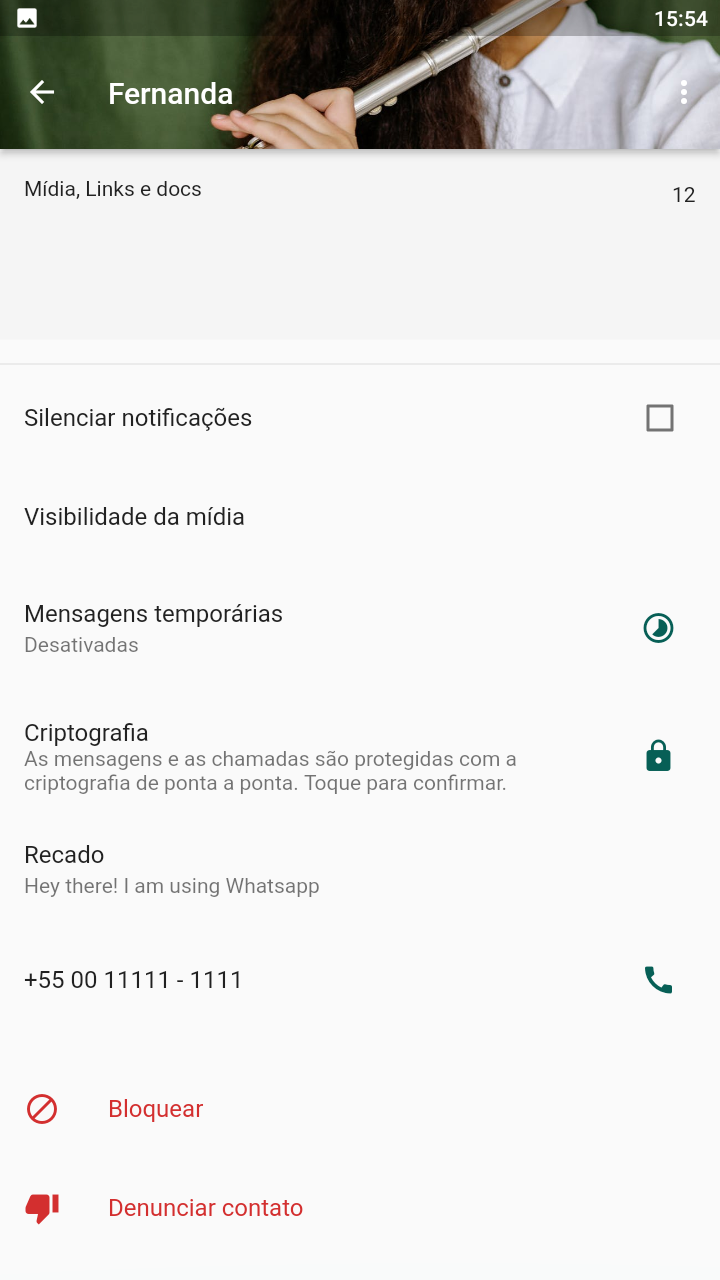 15:54
Fernanda
Mídia, Links e docs
12
Silenciar notificações
Visibilidade da mídia
Mensagens temporárias
Desativadas
Criptografia
As mensagens e as chamadas são protegidas com a
criptografia de ponta a ponta. Toque para confirmar.
Recado
Hey there! I am using Whatsapp
+55 00 11111 - 1111
Bloquear
Denunciar contato